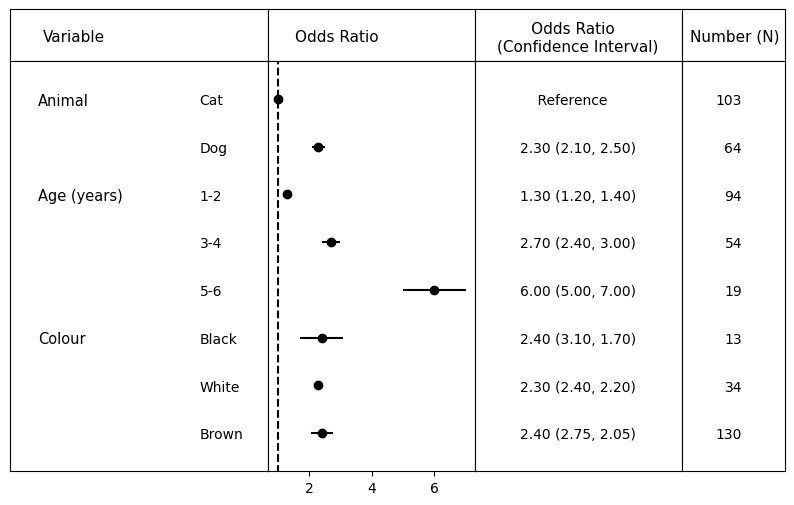 Variable Odds Ratio Odds Ratio (Confidence Interval) Number (N)
Animal Cat Reference 103
Dog 2.30 (2.10, 2.50) 64
Age (years) 1-2 1.30 (1.20, 1.40) 94
3-4 2.70 (2.40, 3.00) 54
5-6 6.00 (5.00, 7.00) 19
Colour Black 2.40 (3.10, 1.70) 13
White 2.30 (2.40, 2.20) 34
Brown 2.40 (2.75, 2.05) 130
2 4 6